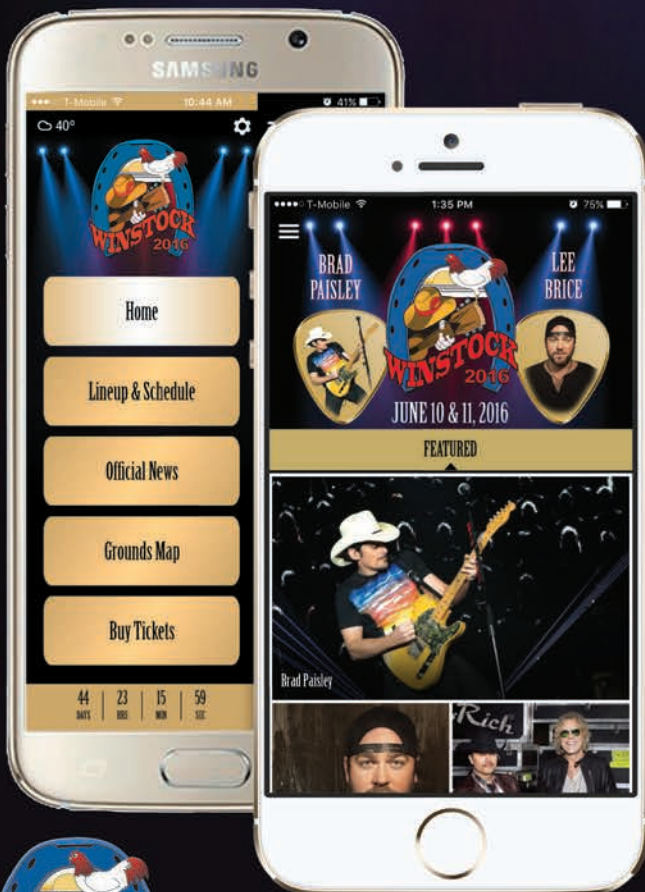 SAMSUNG
T-Mobile 10:44 AM 41%
40°
WINSTOCK
2016
Home
Lineup & Schedule
Official News
Grounds Map
Buy Tickets
44 23 15 59
DAYS HRS MIN SEC
T-Mobile 1:35 PM 75%
BRAD
PAISLEY
LEE
BRICE
WINSTOCK
2016
JUNE 10 & 11, 2016
FEATURED
Brad Paisley
Rich